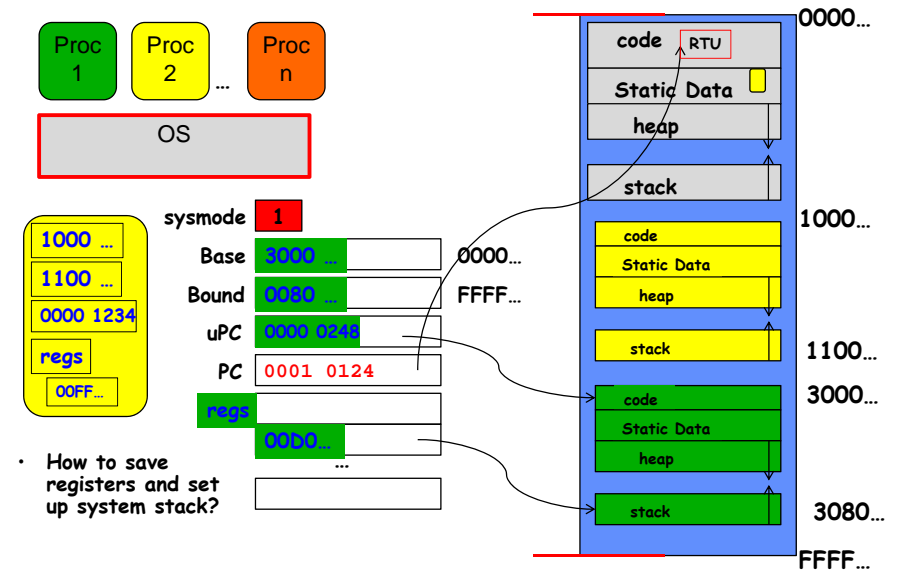 Proc
1
Proc
2
...
Proc
n
OS
sysmode 1
Base 3000 ... 0000...
Bound 0080 ... FFFF...
uPC 0000 0248
PC 0001 0124
regs
00D0...
...
1000 ...
1100 ...
0000 1234
regs
00FF...
• How to save
registers and set
up system stack?
0000...
code RTU
Static Data
heap
stack
1000...
code
Static Data
heap
stack
1100...
3000...
code
Static Data
heap
stack
3080...
FFFF...